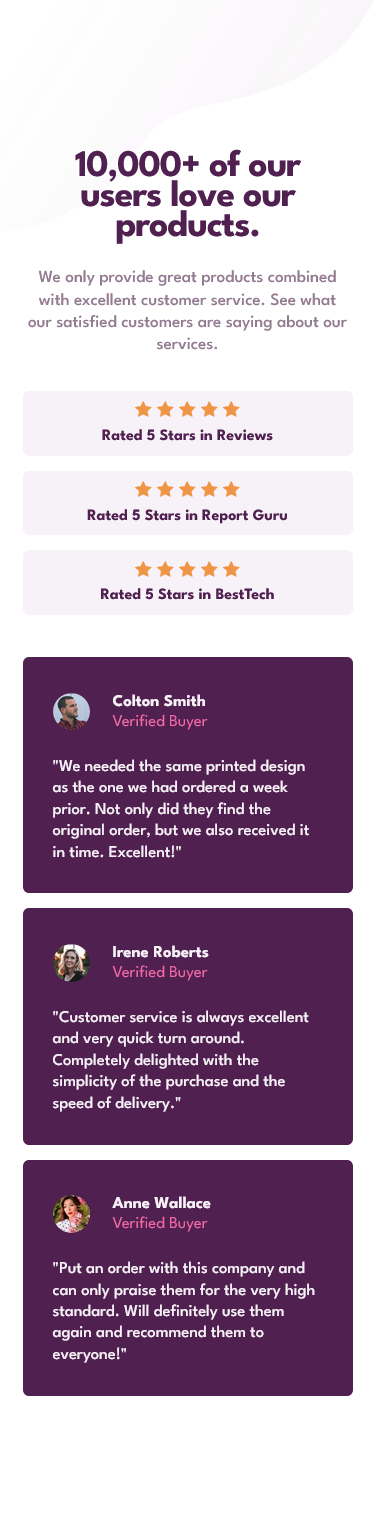 10,000+ of our
users love our
products.
We only provide great products combined
with excellent customer service. See what
our satisfied customers are saying about our
services.
Rated 5 Stars in Reviews
Rated 5 Stars in Report Guru
Rated 5 Stars in BestTech
Colton Smith
Verified Buyer
"We needed the same printed design
as the one we had ordered a week
prior. Not only did they find the
original order, but we also received it
in time. Excellent!"
Irene Roberts
Verified Buyer
"Customer service is always excellent
and very quick turn around.
Completely delighted with the
simplicity of the purchase and the
speed of delivery."
Anne Wallace
Verified Buyer
"Put an order with this company and
can only praise them for the very high
standard. Will definitely use them
again and recommend them to
everyone!"